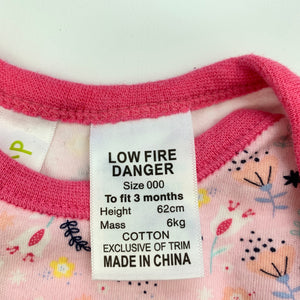 LOW FIRE
DANGER
Size 000
To fit 3 months
Height 62cm
Mass 6kg
COTTON
EXCLUSIVE OF TRIM
MADE IN CHINA